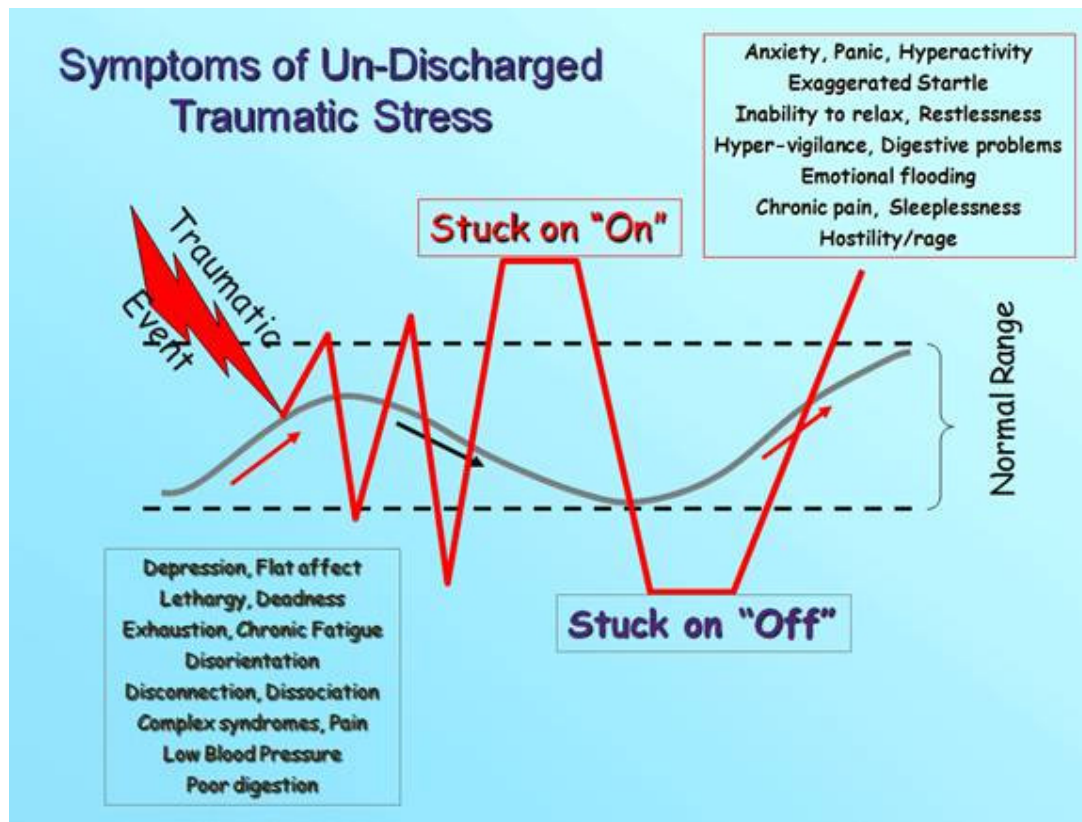 Symptoms of Un-Discharged
Traumatic Stress
Anxiety, Panic, Hyperactivity
Exaggerated Startle
Inability to relax, Restlessness
Hyper-vigilance, Digestive problems
Emotional flooding
Chronic pain, Sleeplessness
Hostility/rage
Traumatic
Event
Stuck on “On”
Normal Range
Stuck on “Off”
Depression, Flat affect
Lethargy, Deadness
Exhaustion, Chronic Fatigue
Disorientation
Disconnection, Dissociation
Complex syndromes, Pain
Low Blood Pressure
Poor digestion